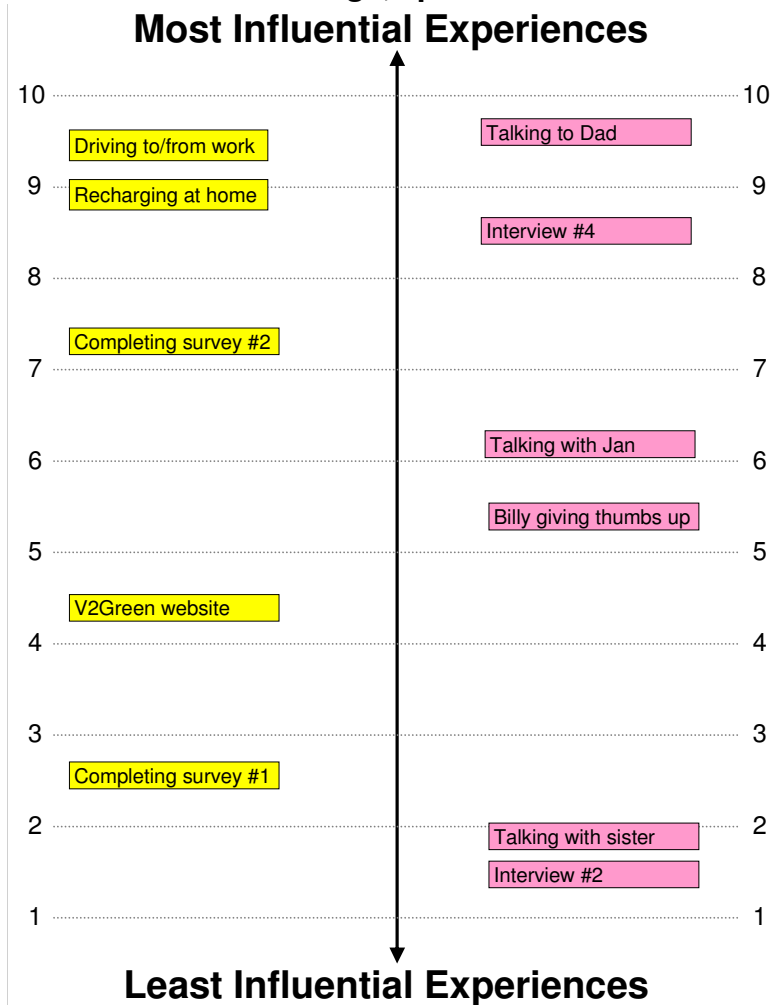 Most Influential Experiences
10 10
Talking to Dad
Driving to/from work
9 Recharging at home 9
Interview #4
8 8
Completing survey #2
7 7
Talking with Jan
6 6
Billy giving thumbs up
5 5
V2Green website
4 4
3 3
Completing survey #1
2 2
Talking with sister
Interview #2
1 1
Least Influential Experiences